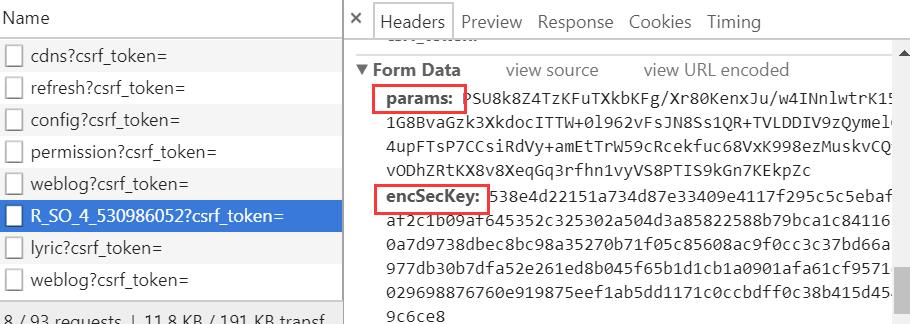 Name
cdns?csrf_token=
refresh?csrf_token=
config?csrf_token=
permission?csrf_token=
weblog?csrf_token=
R_SO_4_530986052?csrf_token=
lyric?csrf_token=
weblog?csrf_token=
8 / 93 requests | 11.8 KB / 191 KB transf
× Headers Preview Response Cookies Timing
▼ Form Data view source view URL encoded
params: PSU8k8Z4TzKFuTXkbKFg/Xr80KenxJu/w4INnlwtrK15
1G8BvaGzk3XkdocITTW+0l962vFsJN8Ss1QR+TVLDDIV9zQymel
4upFTsP7CCsiRdVy+amEtTrW59cRcekfuc68VxK998ezMuskvCQ
vODhZRtKX8v8XeqGq3rfhn1vyVS8PTIS9kGn7KEkpZc
encSecKey: 538e4d22151a734d87e33409e4117f295c5c5ebaf
af2c1b09af645352c325302a504d3a85822588b79bca1c84116
0a7d9738dbec8bc98a35270b71f05c85608ac9f0cc3c37bd66a
977db30b7dfa52e261ed8b045f65b1d1cb1a0901afa61cf9571
029698876760e919875eef1ab5dd1171c0ccbdff0c38b415d45
9c6ce8